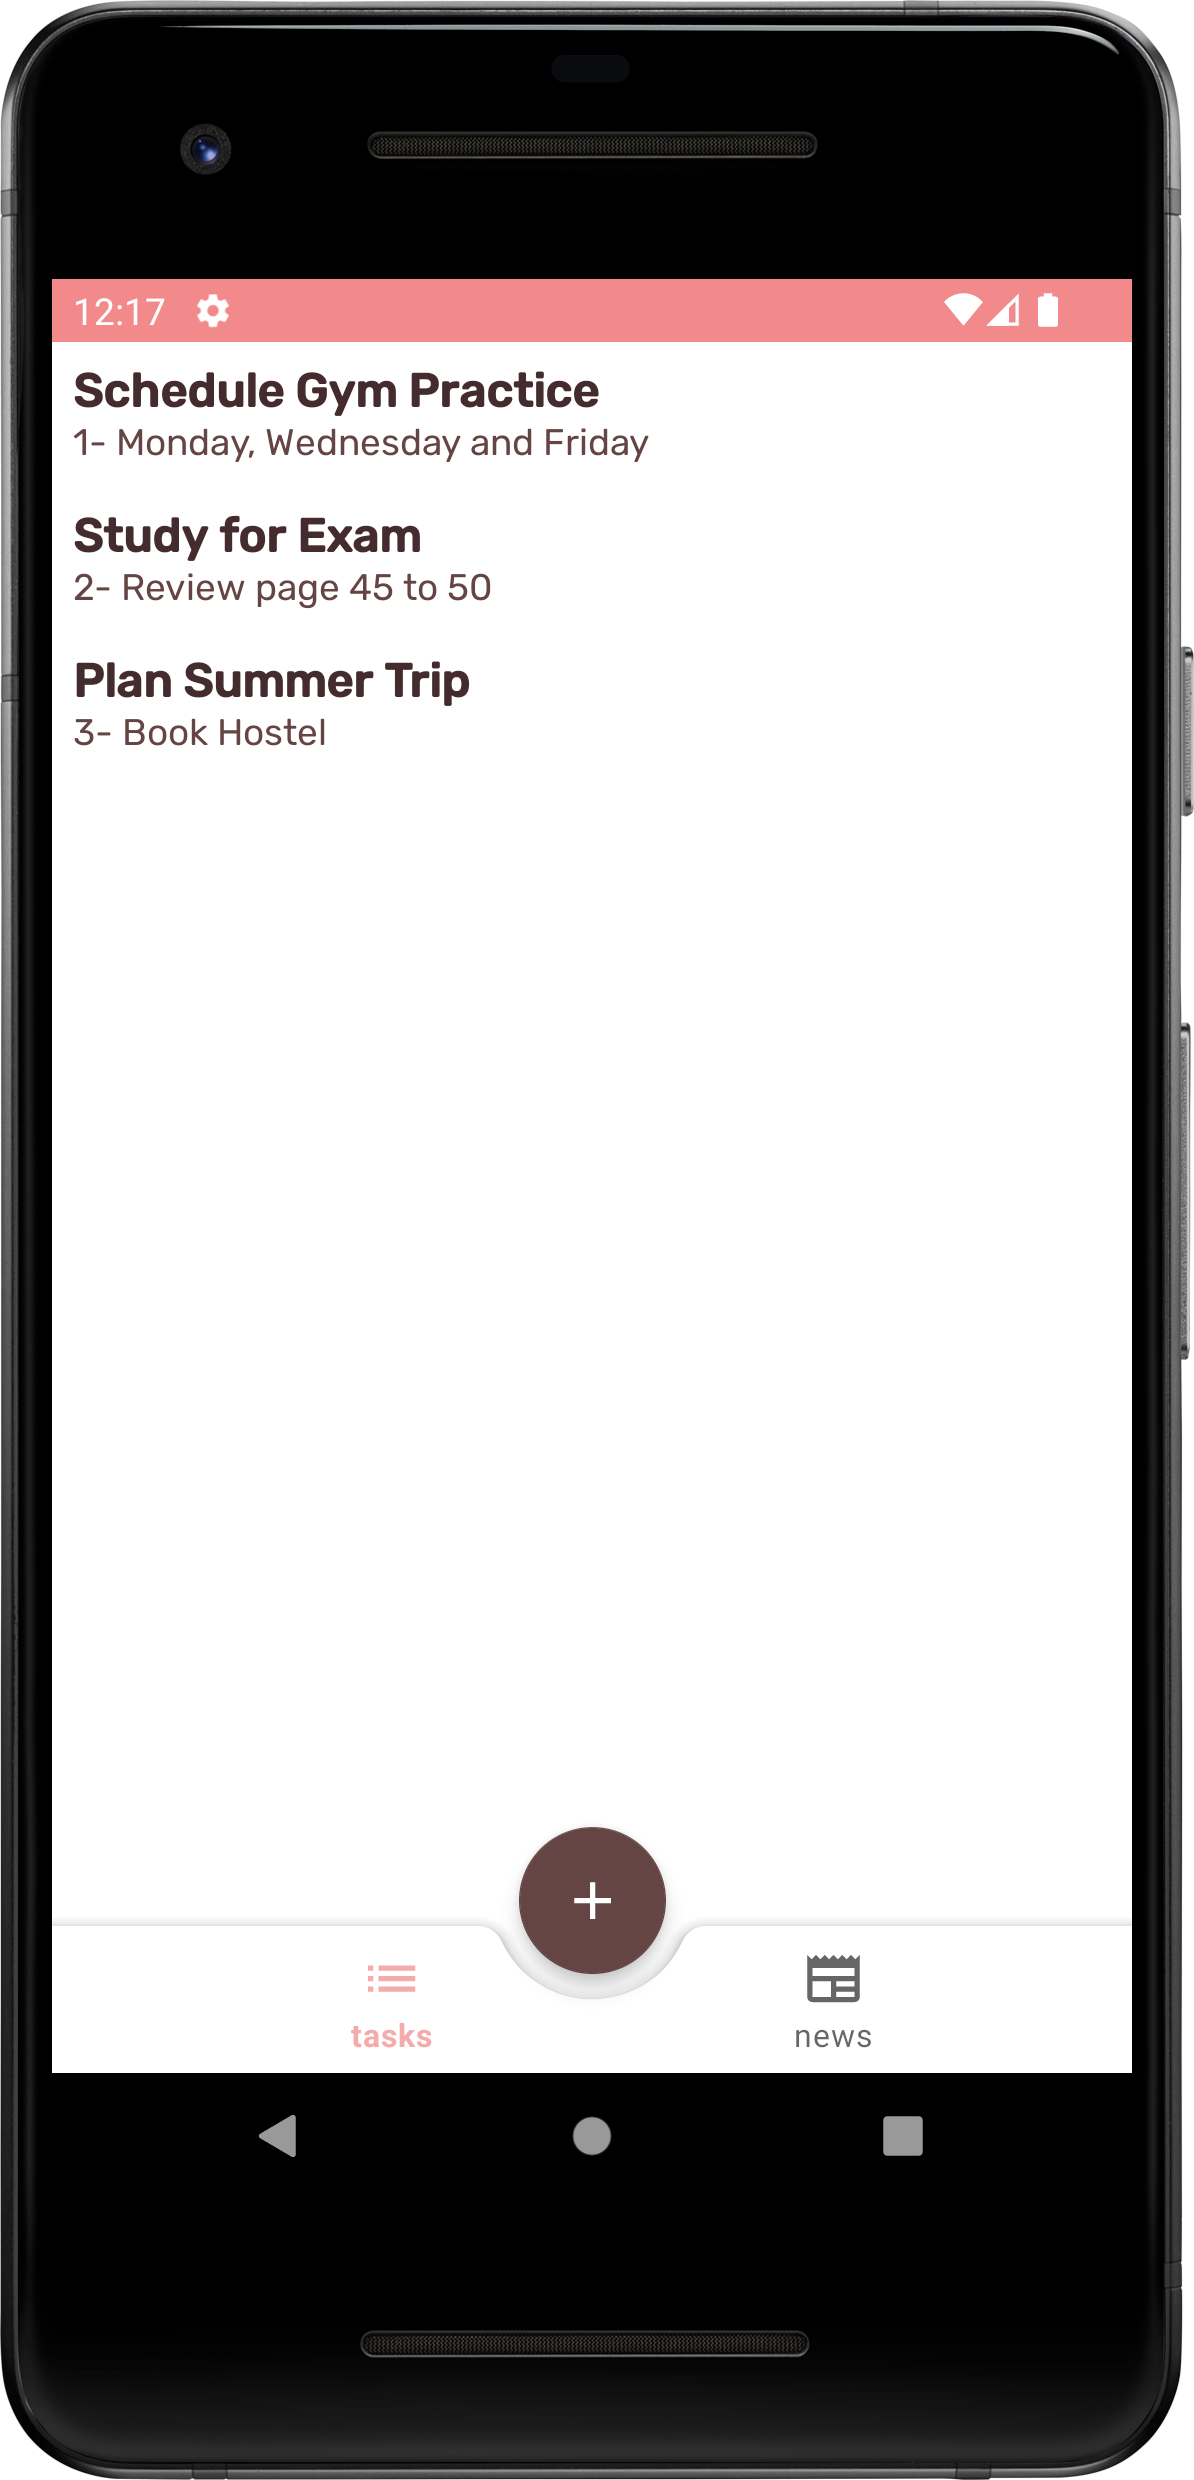 12:17
Schedule Gym Practice
1- Monday, Wednesday and Friday
Study for Exam
2- Review page 45 to 50
Plan Summer Trip
3- Book Hostel
tasks
news